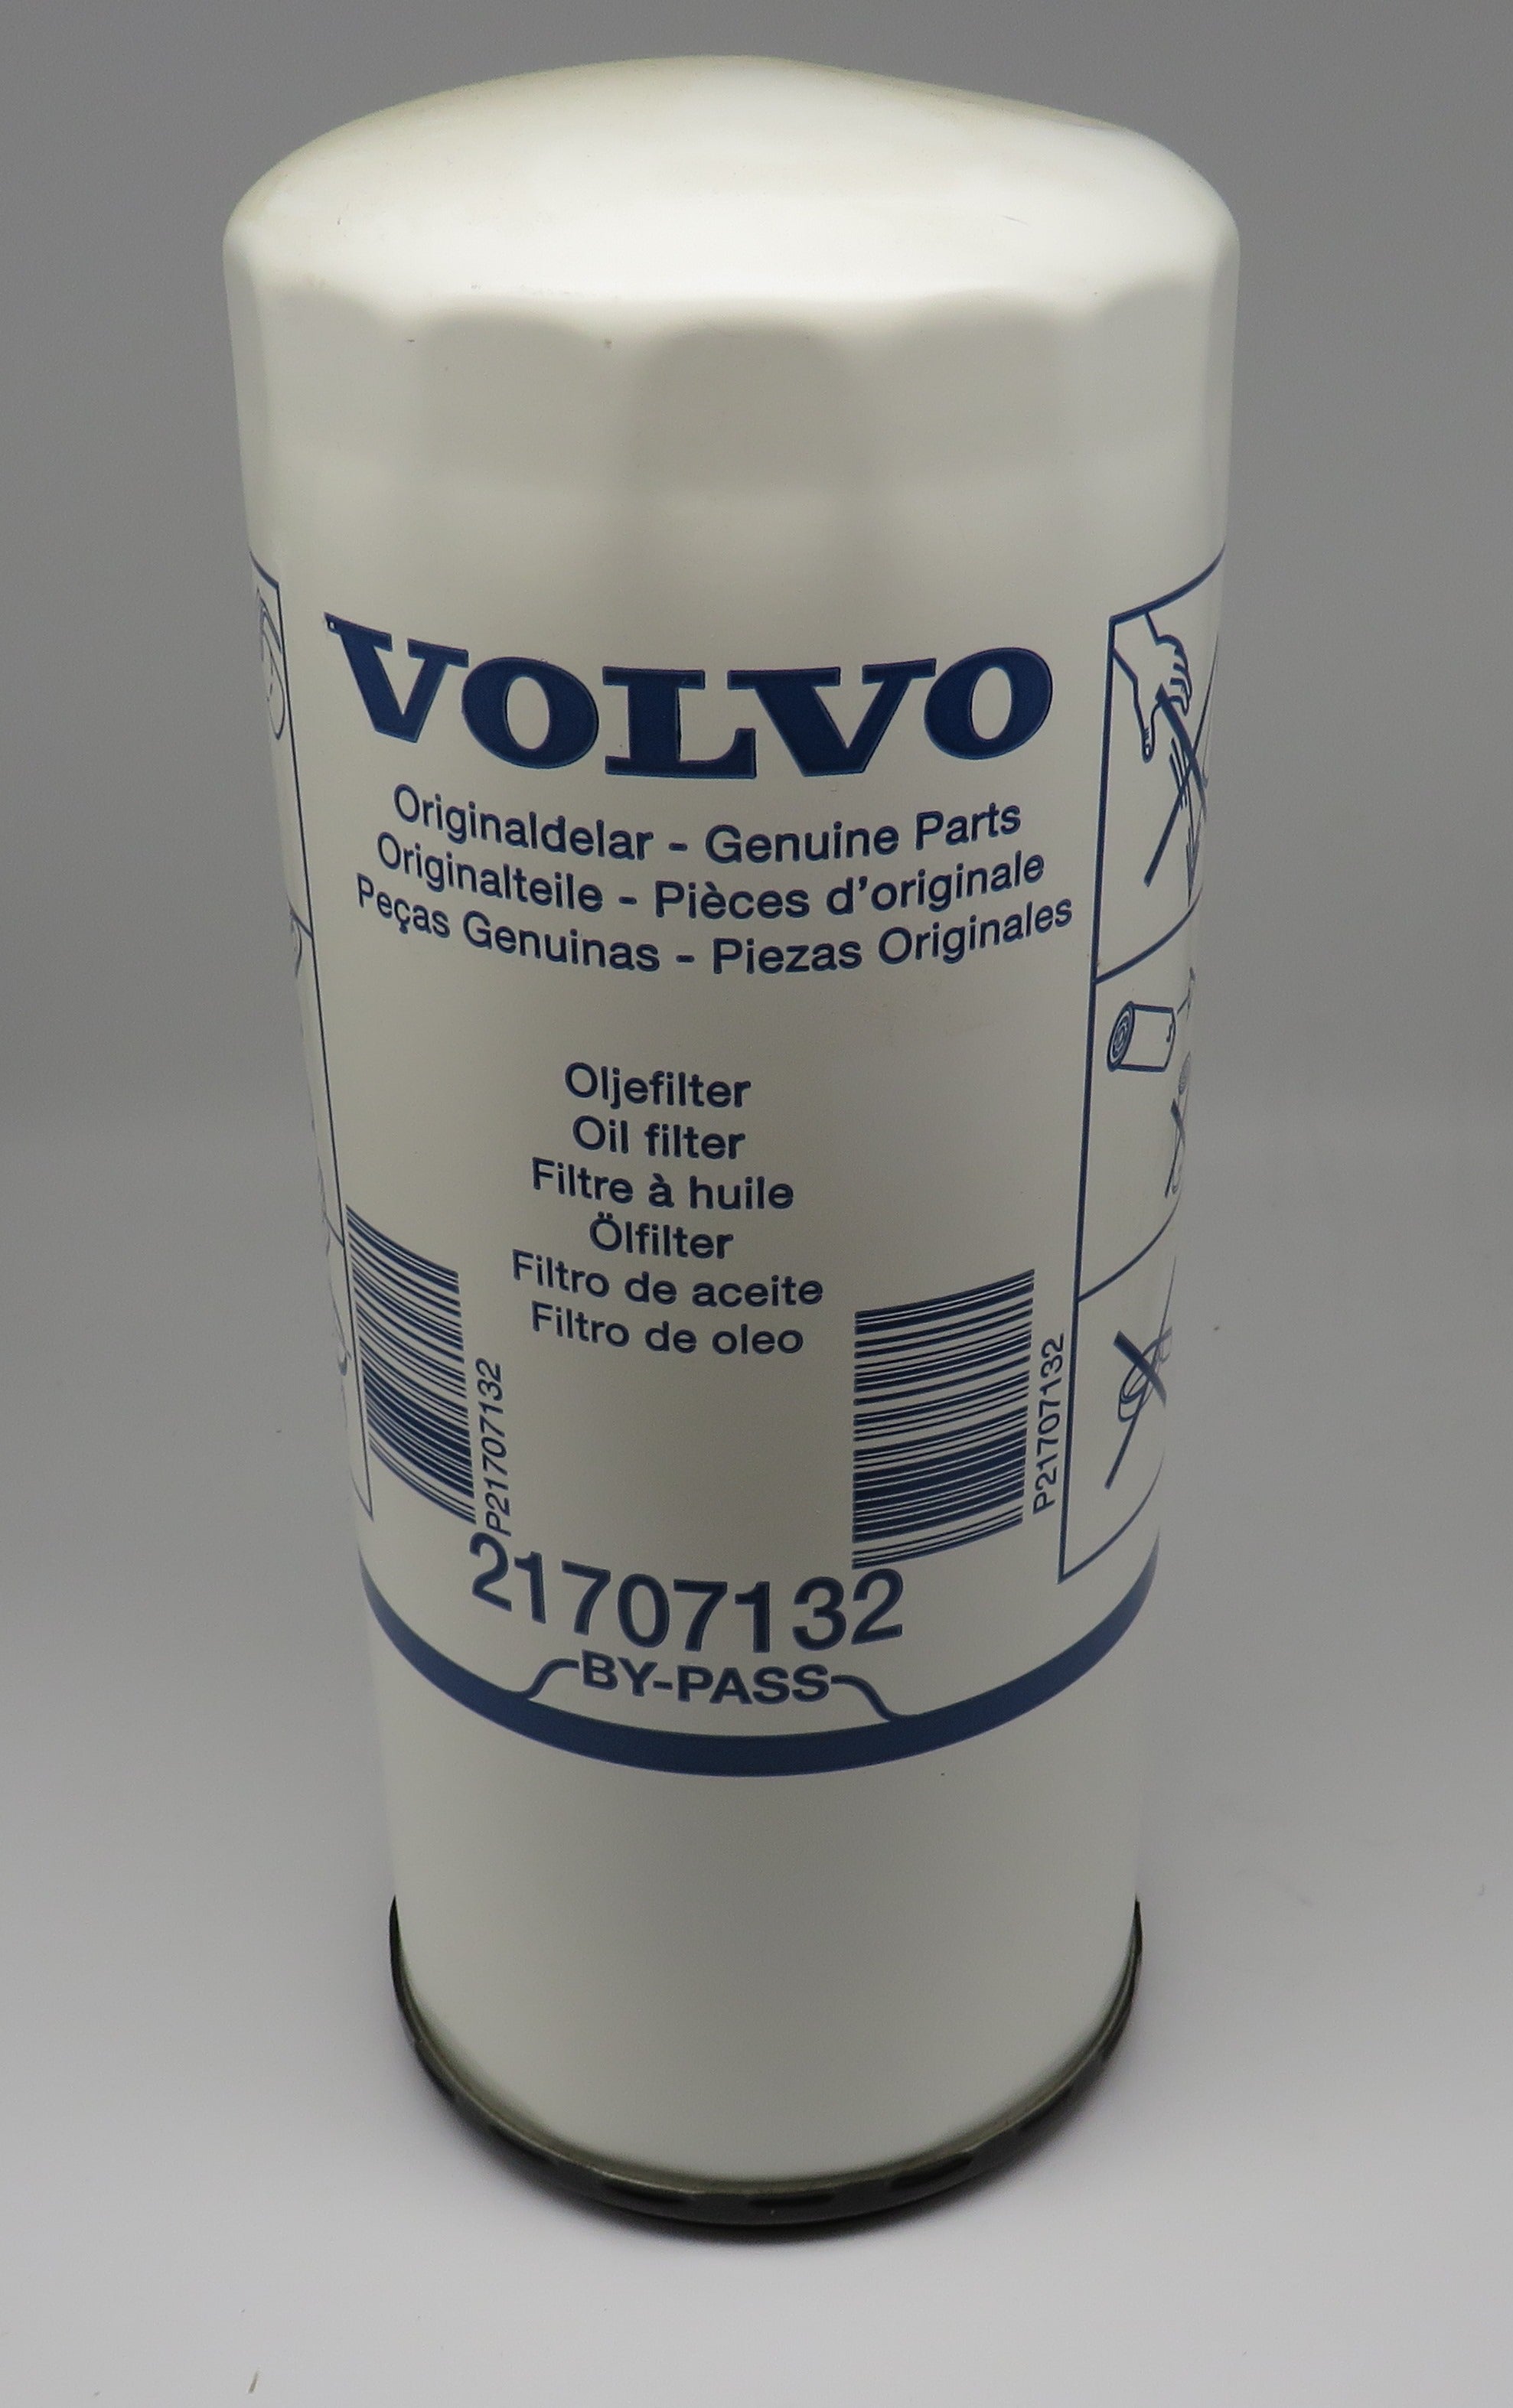 VOLVO
Originaldelar - Genuine Parts
Originalteile - Pièces d'originale
Peças Genuinas - Piezas Originales
Oljefilter
Oil filter
Filtre à huile
Ölfilter
Filtro de aceite
Filtro de oleo
P21707132
P21707132
21707132
BY-PASS